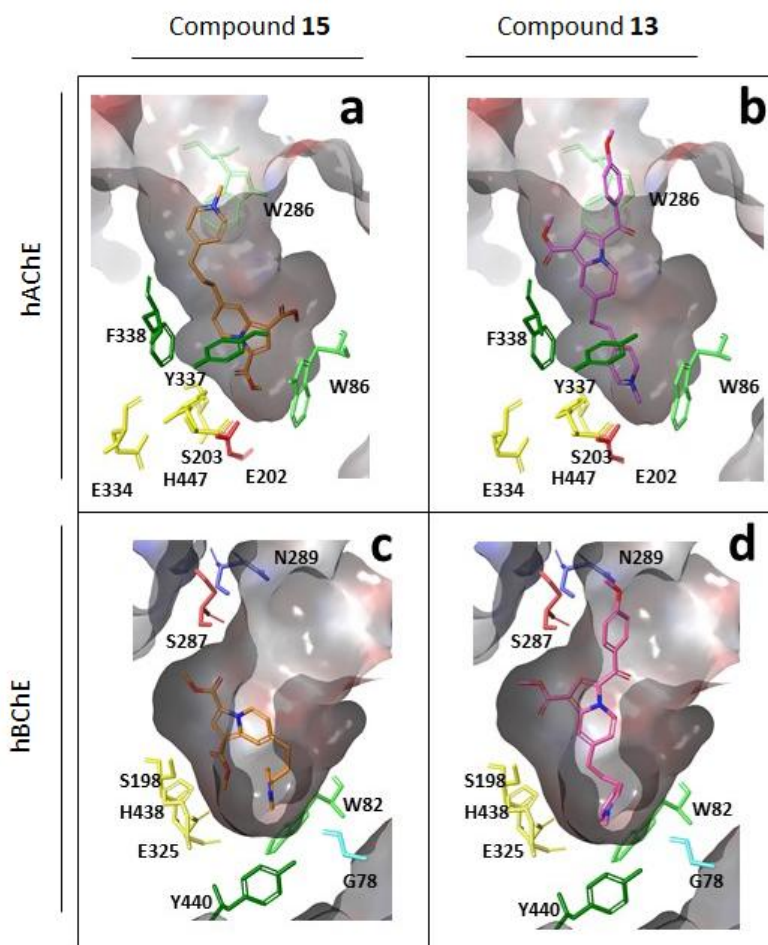 Compound 15
Compound 13
hAChE
a
W286
F338
Y337
W86
S203
H447
E202
E334
b
W286
F338
Y337
W86
S203
H447
E202
E334
hBChE
c
N289
S287
S198
H438
W82
E325
G78
Y440
d
N289
S287
S198
H438
W82
E325
G78
Y440